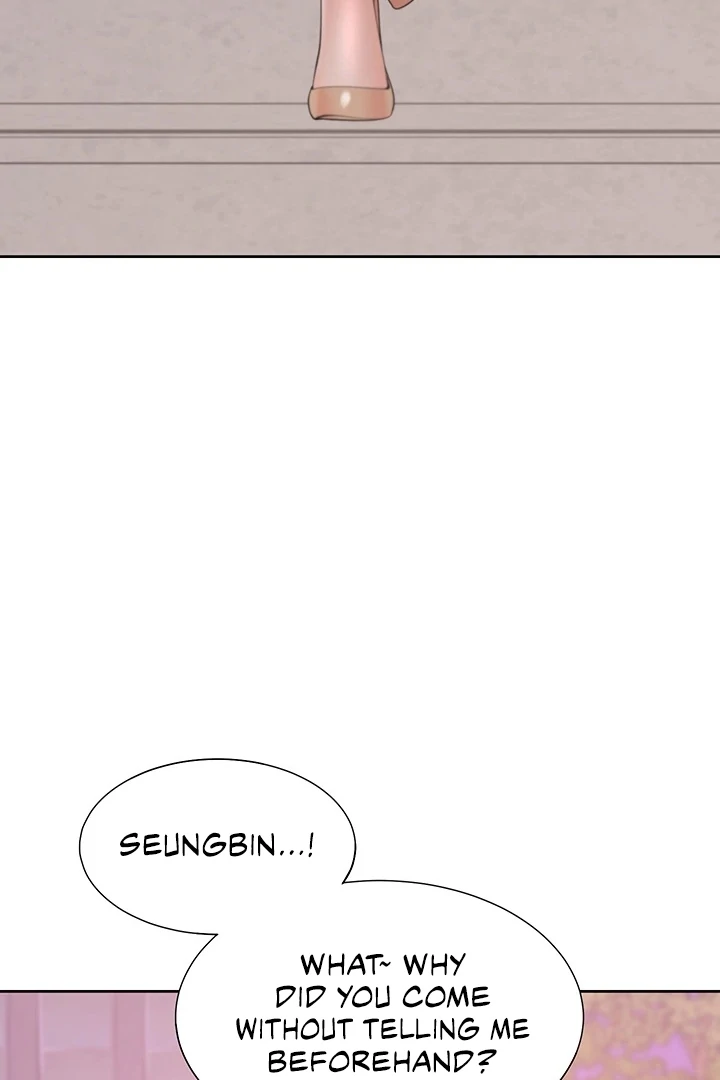 SEUNGBIN...!
WHAT~ WHY
DID YOU COME
WITHOUT TELLING ME
BEFOREHAND?